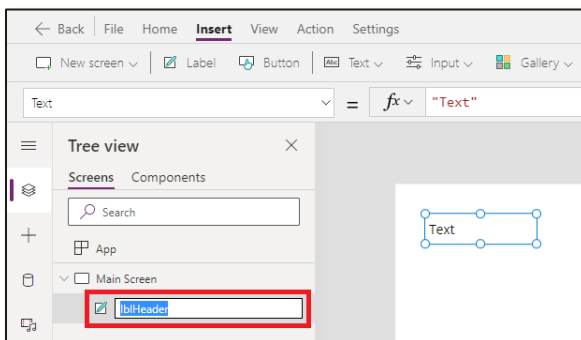 Back File Home Insert View Action Settings
New screen Label Button Abc Text Input Gallery
Text = fx "Text"
Tree view
Screens Components
Search
App
Main Screen
lblHeader
Text